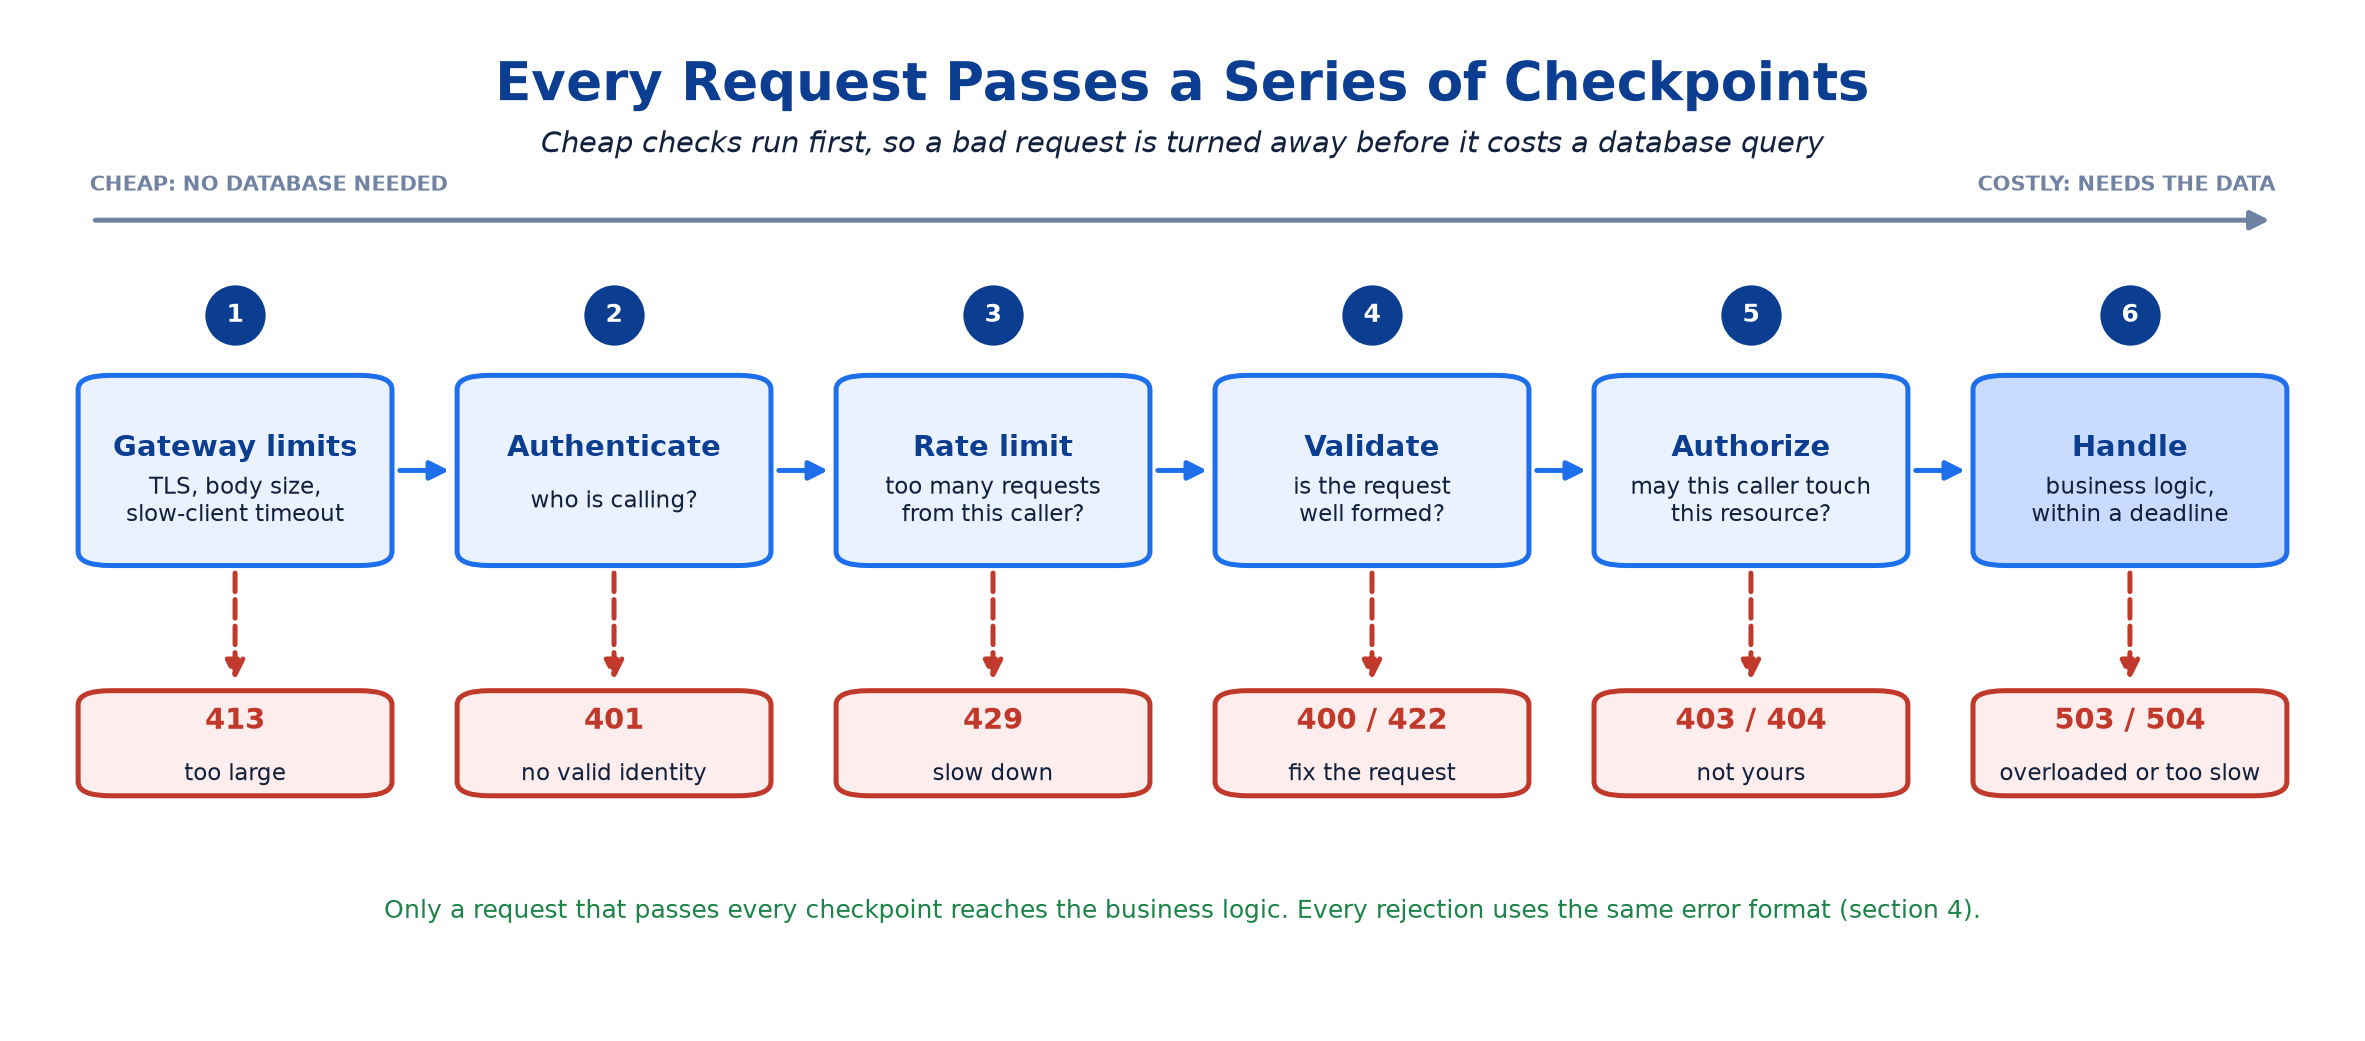 Every Request Passes a Series of Checkpoints
Cheap checks run first, so a bad request is turned away before it costs a database query
CHEAP: NO DATABASE NEEDED
COSTLY: NEEDS THE DATA
1
2
3
4
5
6
Gateway limits
TLS, body size,
slow-client timeout
Authenticate
who is calling?
Rate limit
too many requests
from this caller?
Validate
is the request
well formed?
Authorize
may this caller touch
this resource?
Handle
business logic,
within a deadline
413
too large
401
no valid identity
429
slow down
400 / 422
fix the request
403 / 404
not yours
503 / 504
overloaded or too slow
Only a request that passes every checkpoint reaches the business logic. Every rejection uses the same error format (section 4).